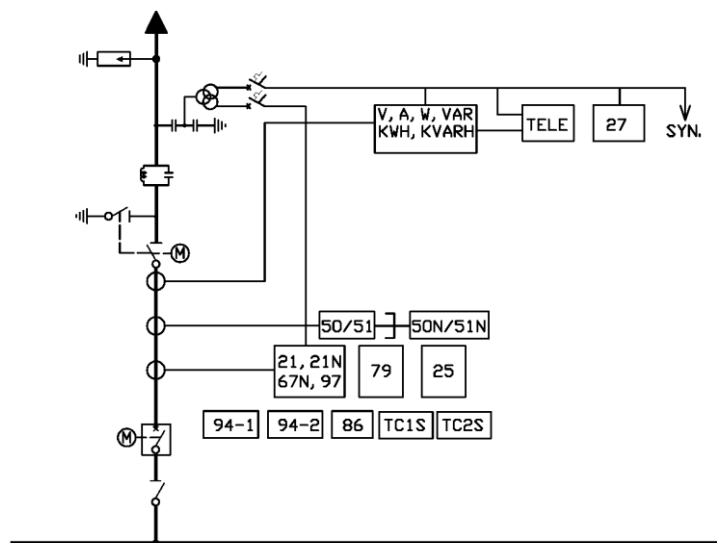 V, A, W, VAR
KWH, KVARH
TELE
27
SYN.
M
50/51
50N/51N
21, 21N
67N, 97
79
25
94-1
94-2
86
TC1S
TC2S
M